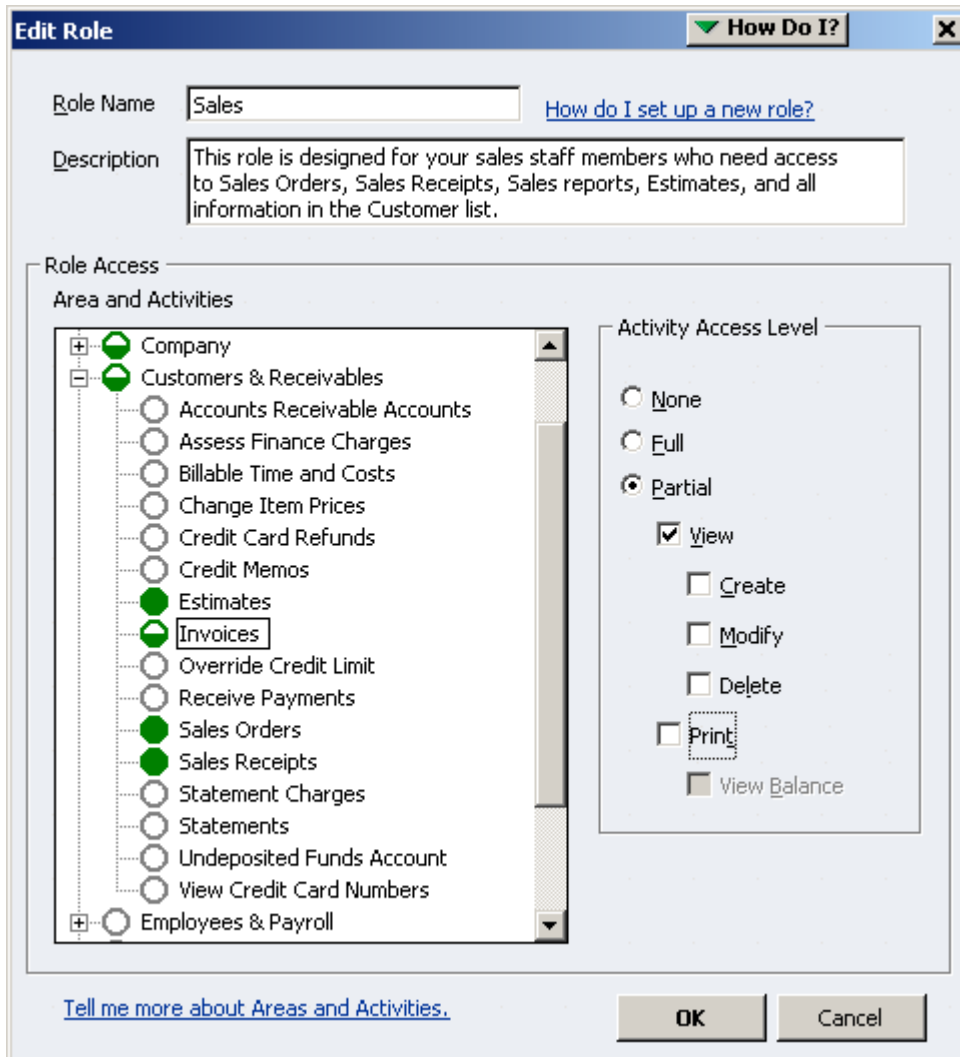 Edit Role
How Do I?
Role Name
Sales
How do I set up a new role?
Description
This role is designed for your sales staff members who need access
to Sales Orders, Sales Receipts, Sales reports, Estimates, and all
information in the Customer list.
Role Access
Area and Activities
Company
Customers & Receivables
Accounts Receivable Accounts
Assess Finance Charges
Billable Time and Costs
Change Item Prices
Credit Card Refunds
Credit Memos
Estimates
Invoices
Override Credit Limit
Receive Payments
Sales Orders
Sales Receipts
Statement Charges
Statements
Undeposited Funds Account
View Credit Card Numbers
Employees & Payroll
Activity Access Level
None
Full
Partial
View
Create
Modify
Delete
Print
View Balance
Tell me more about Areas and Activities.
OK
Cancel